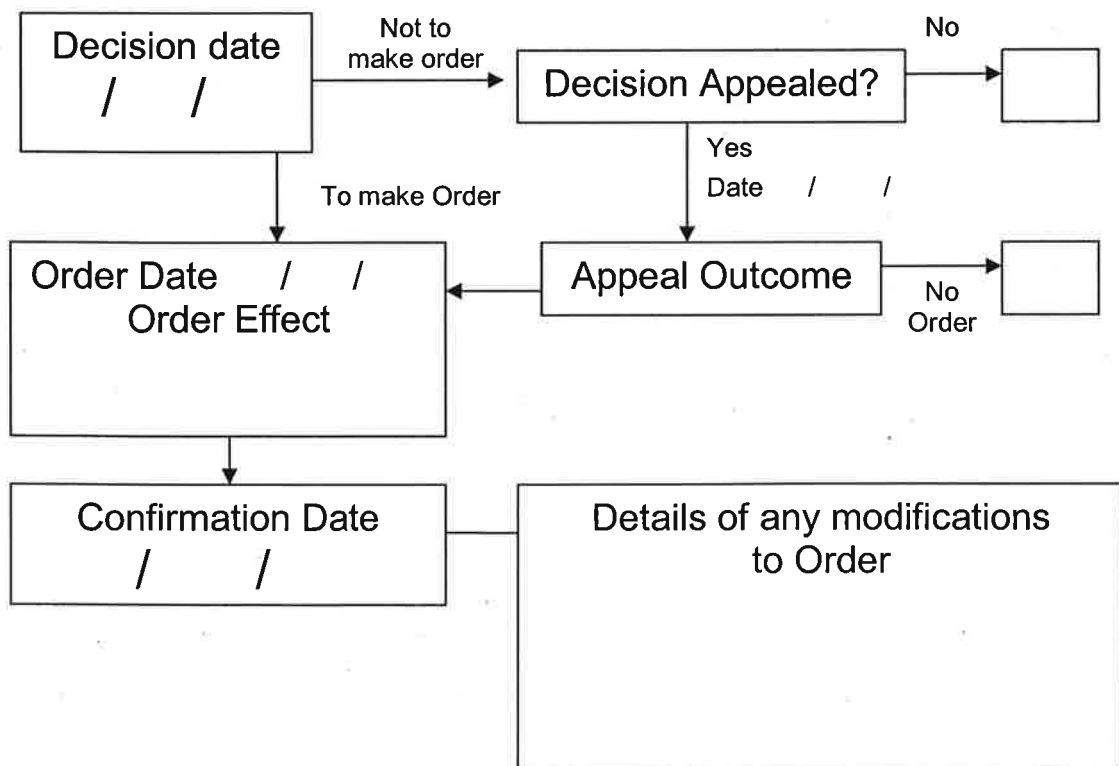 Decision date
/ /
Not to
make order
Decision Appealed?
No
To make Order
Yes
Date / /
Order Date / /
Order Effect
Appeal Outcome
No
Order
Confirmation Date
/ /
Details of any modifications
to Order